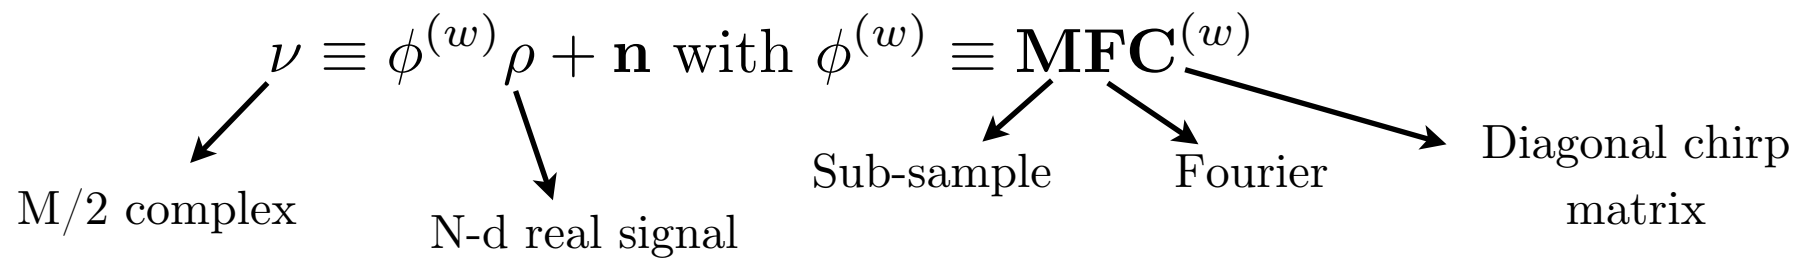 ν ≡ ϕ^(w) ρ + n with ϕ^(w) ≡ MFC^(w)
Diagonal chirp
matrix
Sub-sample
Fourier
M/2 complex
N-d real signal